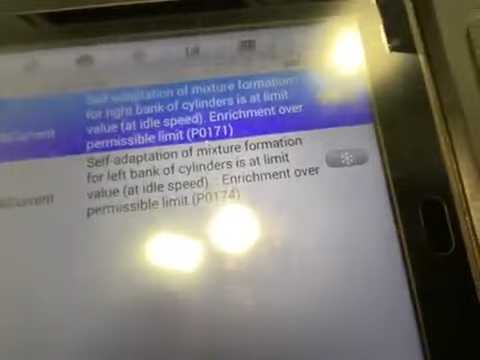 Self-adaptation of mixture formation
for right bank of cylinders is at limit
value (at idle speed). Enrichment over
permissible limit (P0171)
Current
Self-adaptation of mixture formation
for left bank of cylinders is at limit
value (at idle speed) . Enrichment over
permissible limit (P0174)
Current